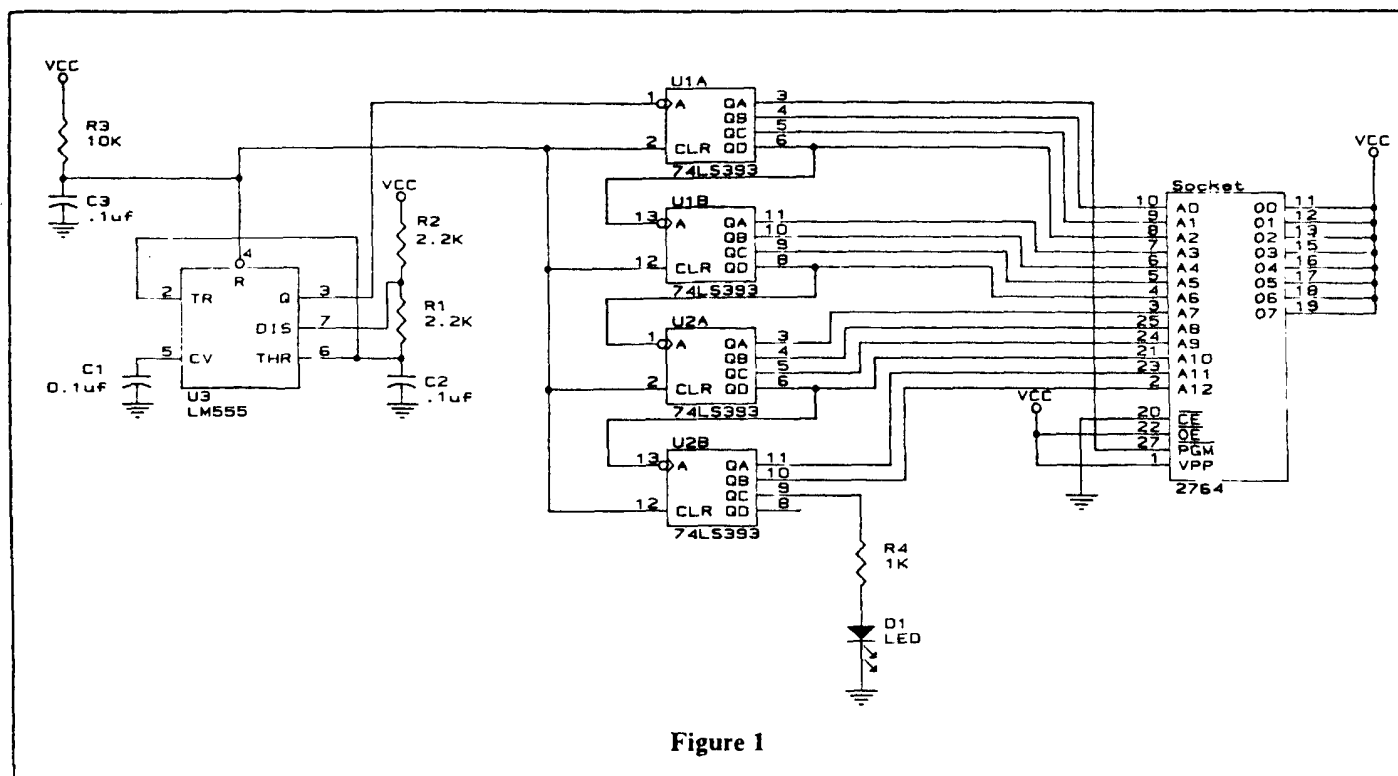 VCC
R3
10K
C3
.1uf
4
R
2 TR Q 3
DIS 7
5 CV THR 6
U3
LM555
C1
0.1uf
VCC
R2
2.2K
R1
2.2K
C2
.1uf
U1A
1 A QA 3
QB 4
QC 5
2 CLR QD 6
74LS393
U1B
13 A QA 11
QB 10
QC 9
12 CLR QD 8
74LS393
U2A
1 A QA 3
QB 4
QC 5
2 CLR QD 6
74LS393
U2B
13 A QA 11
QB 10
QC 9
12 CLR QD 8
74LS393
R4
1K
D1
LED
VCC
Socket
10 A0 O0 11
9 A1 O1 12
8 A2 O2 13
7 A3 O3 15
6 A4 O4 16
5 A5 O5 17
4 A6 O6 18
3 A7 O7 19
25 A8
24 A9
21 A10
23 A11
2 A12
VCC
20 CE
22 OE
27 PGM
1 VPP
2764
Figure 1